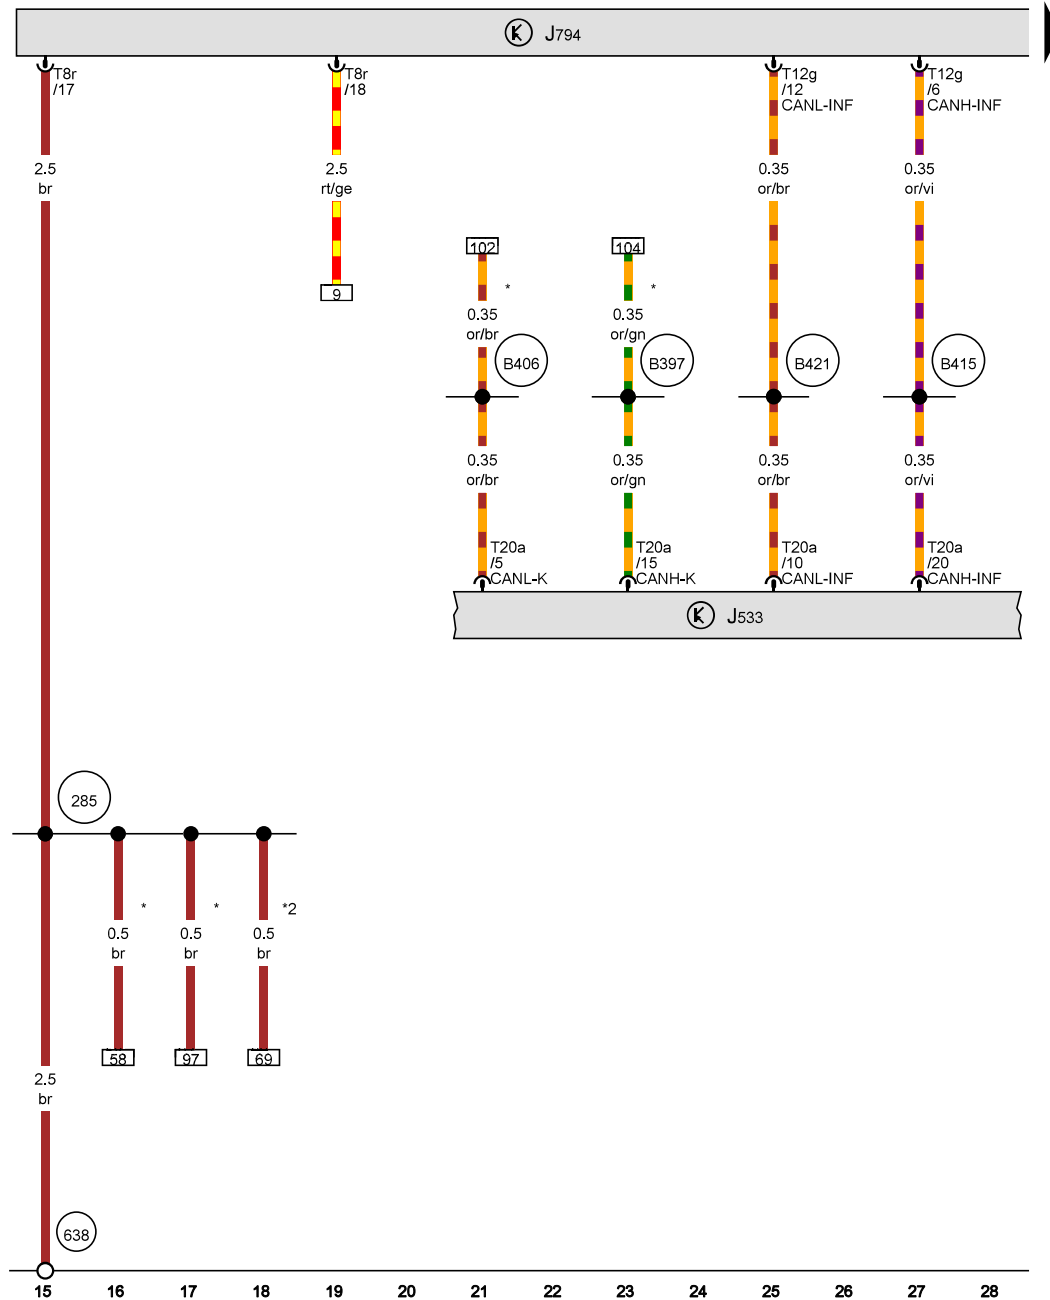 K J794
T8r
/17
T8r
/18
T12g
/12
CANL-INF
T12g
/6
CANH-INF
2.5
br
2.5
rt/ge
0.35
or/br
0.35
or/vi
102
104
*
*
9
0.35
or/br
0.35
or/gn
B406
B397
B421
B415
0.35
or/br
0.35
or/gn
0.35
or/br
0.35
or/vi
T20a
/5
CANL-K
T20a
/15
CANH-K
T20a
/10
CANL-INF
T20a
/20
CANH-INF
K J533
285
*
*
*2
0.5
br
0.5
br
0.5
br
58
97
69
2.5
br
638
15 16 17 18 19 20 21 22 23 24 25 26 27 28